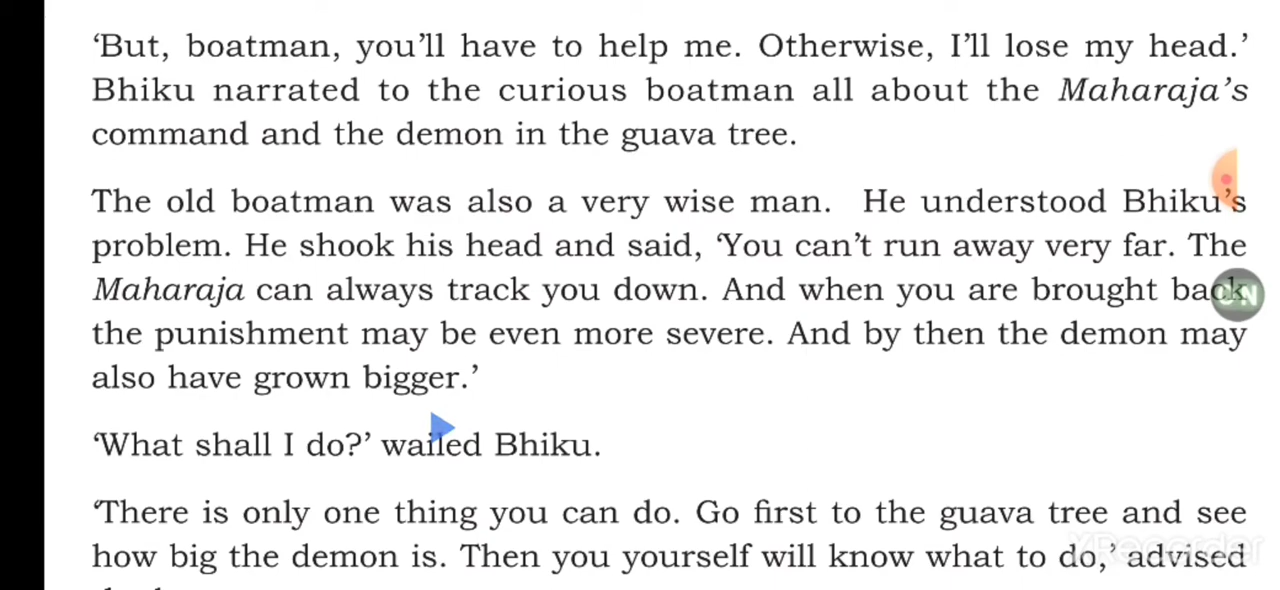 ‘But, boatman, you’ll have to help me. Otherwise, I’ll lose my head.’
Bhiku narrated to the curious boatman all about the Maharaja’s
command and the demon in the guava tree.
The old boatman was also a very wise man. He understood Bhiku’s
problem. He shook his head and said, ‘You can’t run away very far. The
Maharaja can always track you down. And when you are brought back
the punishment may be even more severe. And by then the demon may
also have grown bigger.’
‘What shall I do?’ wailed Bhiku.
‘There is only one thing you can do. Go first to the guava tree and see
how big the demon is. Then you yourself will know what to do,’ advised
XRecorder